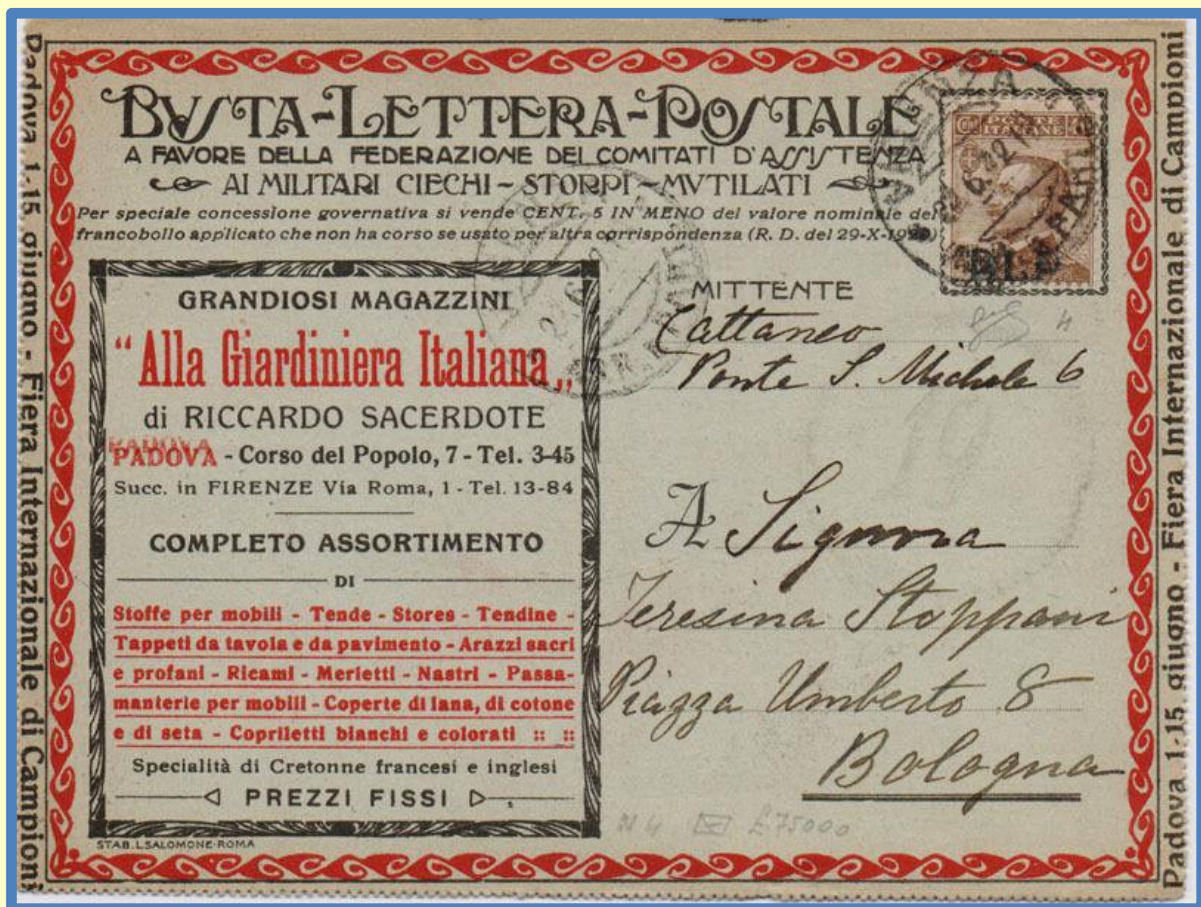 BVSTA-LETTERA-POSTALE
A FAVORE DELLA FEDERAZIONE DEI COMITATI D'ASSISTENZA
AI MILITARI CIECHI - STORPI - MVTILATI
Per speciale concessione governativa si vende CENT. 5 IN MENO del valore nominale del
francobollo applicato che non ha corso se usato per altra corrispondenza (R. D. del 29-X-
POSTE
ITALIANE
B.L.P
GRANDIOSI MAGAZZINI
“Alla Giardiniera Italiana„
di RICCARDO SACERDOTE
PADOVA - Corso del Popolo, 7 - Tel. 3-45
Succ. in FIRENZE Via Roma, 1 - Tel. 13-84
COMPLETO ASSORTIMENTO
DI
Stoffe per mobili - Tende - Stores - Tendine -
Tappeti da tavola e da pavimento - Arazzi sacri
e profani - Ricami - Merletti - Nastri - Passa-
manterie per mobili - Coperte di lana, di cotone
e di seta - Copriletti bianchi e colorati :: ::
Specialità di Cretonne francesi e inglesi
PREZZI FISSI
STAB. L. SALOMONE-ROMA
MITTENTE
Cattaneo
Ponte S. Michele 6
A Signora
Teresina Stoppani
Piazza Umberto 8
Bologna
N 4 £75000
4
Padova 1-15 giugno - Fiera Internazionale di Campioni
Padova 1-15 giugno - Fiera Internazionale di Campioni